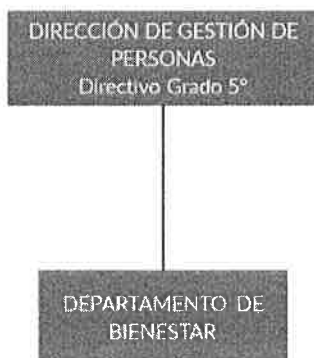 DIRECCIÓN DE GESTIÓN DE
PERSONAS
Directivo Grado 5°
DEPARTAMENTO DE
BIENESTAR